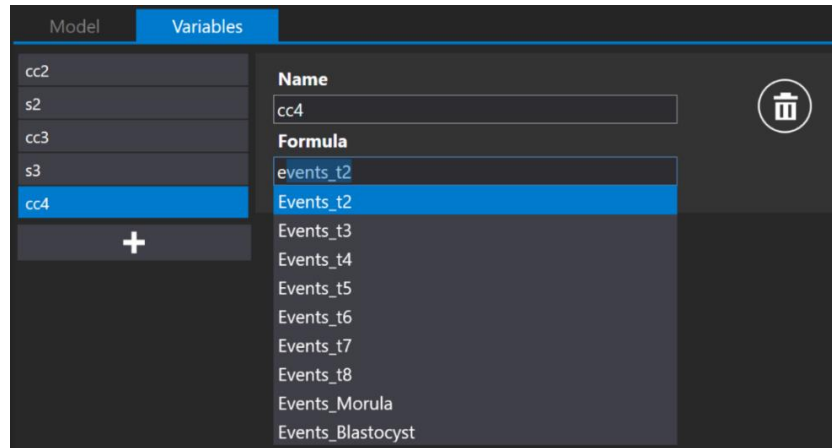 Model Variables
cc2
s2
cc3
s3
cc4
Name
cc4
Formula
events_t2
Events_t2
Events_t3
Events_t4
Events_t5
Events_t6
Events_t7
Events_t8
Events_Morula
Events_Blastocyst